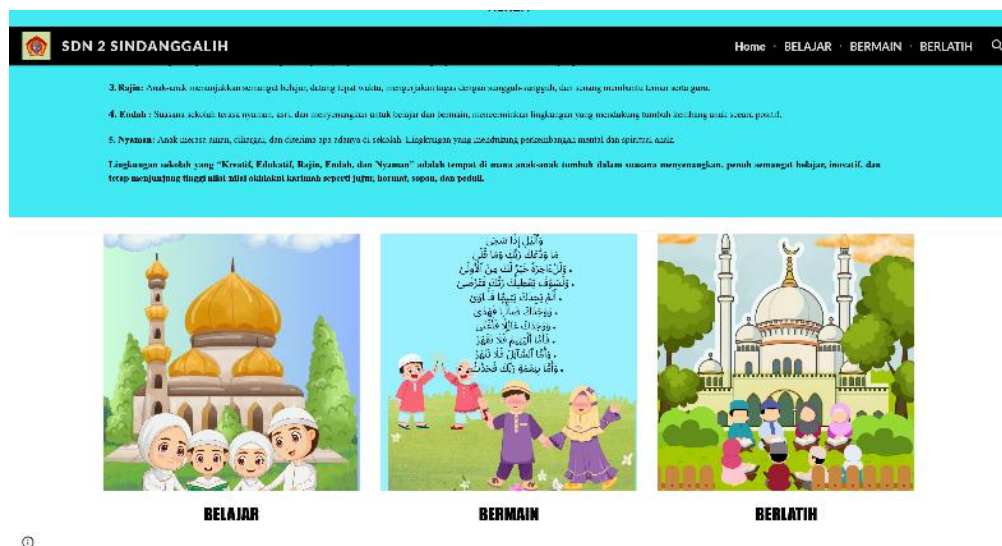 SDN 2 SINDANGGALIH
Home
BELAJAR
BERMAIN
BERLATIH
3. Rajin: Anak-anak menunjukkan semangat belajar, datang tepat waktu, mengerjakan tugas dengan sungguh-sungguh, dan senang membantu teman serta guru.
4. Endah : Suasana sekolah terasa nyaman, asri, dan menyenangkan untuk belajar dan bermain, mencerminkan lingkungan yang mendukung tumbuh kembang anak secara positif.
5. Nyaman: Anak merasa aman, dihargai, dan diterima apa adanya di sekolah. Lingkungan yang mendukung perkembangan mental dan spiritual anak.
Lingkungan sekolah yang "Kreatif, Edukatif, Rajin, Endah, dan Nyaman" adalah tempat di mana anak-anak tumbuh dalam suasana menyenangkan, penuh semangat belajar, inovatif, dan
tetap menjunjung tinggi nilai-nilai akhlakul karimah seperti jujur, hormat, sopan, dan peduli.
وَٱلَّيْلِ إِذَا سَجَىٰ
مَا وَدَّعَكَ رَبُّكَ وَمَا قَلَىٰ
وَلَلْـَٔاخِرَةُ خَيْرٌ لَّكَ مِنَ ٱلْأُولَىٰ
وَلَسَوْفَ يُعْطِيكَ رَبُّكَ فَتَرْضَىٰ
أَلَمْ يَجِدْكَ يَتِيمًا فَـَٔاوَىٰ
وَوَجَدَكَ ضَآلًّا فَهَدَىٰ
وَوَجَدَكَ عَآئِلًا فَأَغْنَىٰ
فَأَمَّا ٱلْيَتِيمَ فَلَا تَقْهَرْ
وَأَمَّا ٱلسَّآئِلَ فَلَا تَنْهَرْ
وَأَمَّا بِنِعْمَةِ رَبِّكَ فَحَدِّثْ
BELAJAR
BERMAIN
BERLATIH